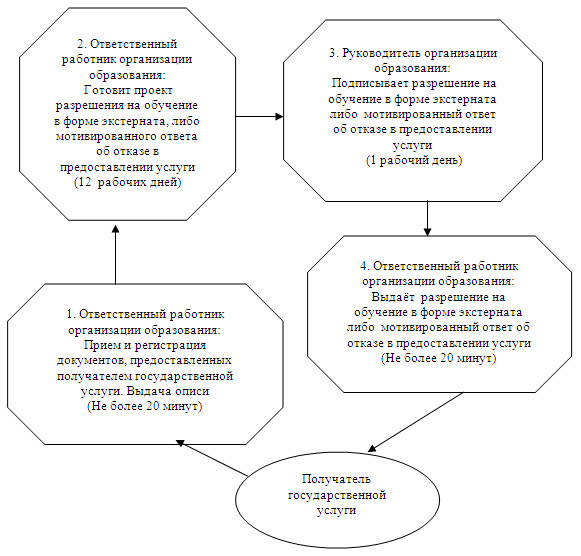 2. Ответственный
работник организации
образования:
Готовит проект
разрешения на обучение
в форме экстерната, либо
мотивированного ответа
об отказе в
предоставлении услуги
(12 рабочих дней)
3. Руководитель организации
образования:
Подписывает разрешение на
обучение в форме экстерната
либо мотивированный ответ
об отказе в предоставлении
услуги
(1 рабочий день)
4. Ответственный работник
организации образования:
Выдаёт разрешение на
обучение в форме экстерната
либо мотивированный ответ об
отказе в предоставлении услуги
(Не более 20 минут)
1. Ответственный работник
организации образования:
Прием и регистрация
документов, предоставленных
получателем государственной
услуги. Выдача описи
(Не более 20 минут)
Получатель
государственной
услуги